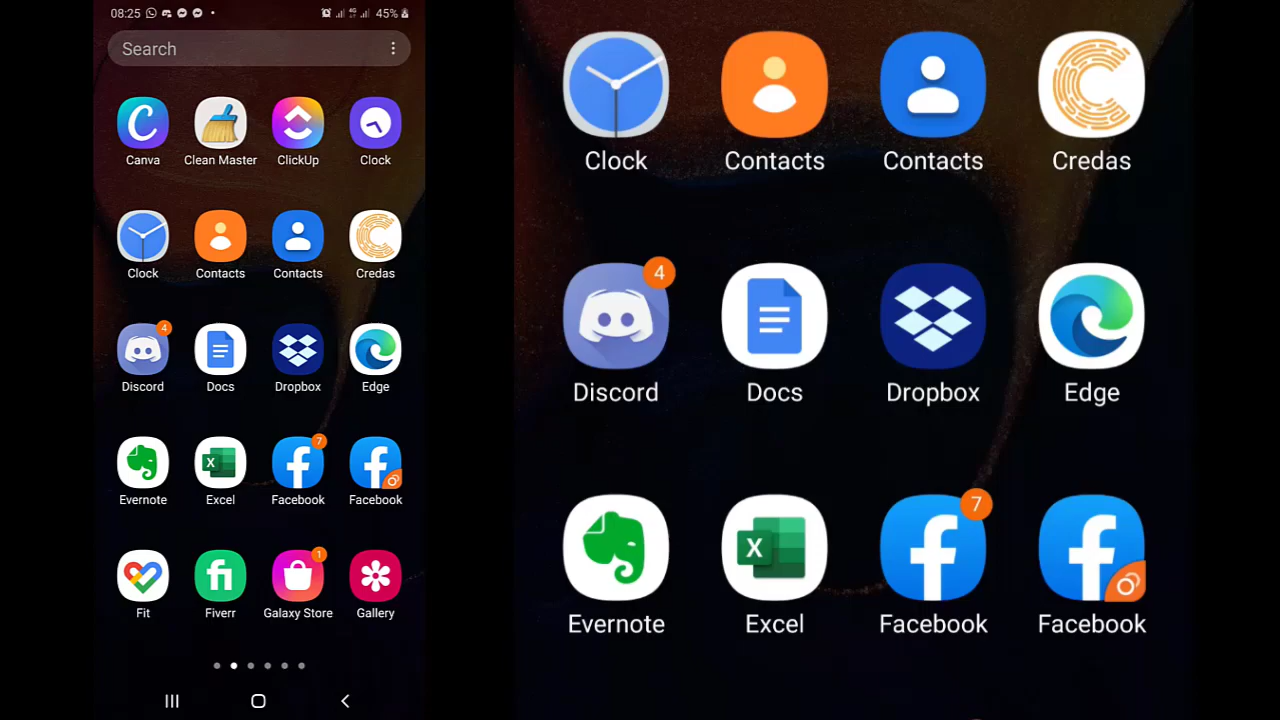 08:25 45%
Search
Canva Clean Master ClickUp Clock
Clock Contacts Contacts Credas
4
Discord Docs Dropbox Edge
7
Evernote Excel Facebook Facebook
1
Fit Fiverr Galaxy Store Gallery
Clock Contacts Contacts Credas
4
Discord Docs Dropbox Edge
7
Evernote Excel Facebook Facebook